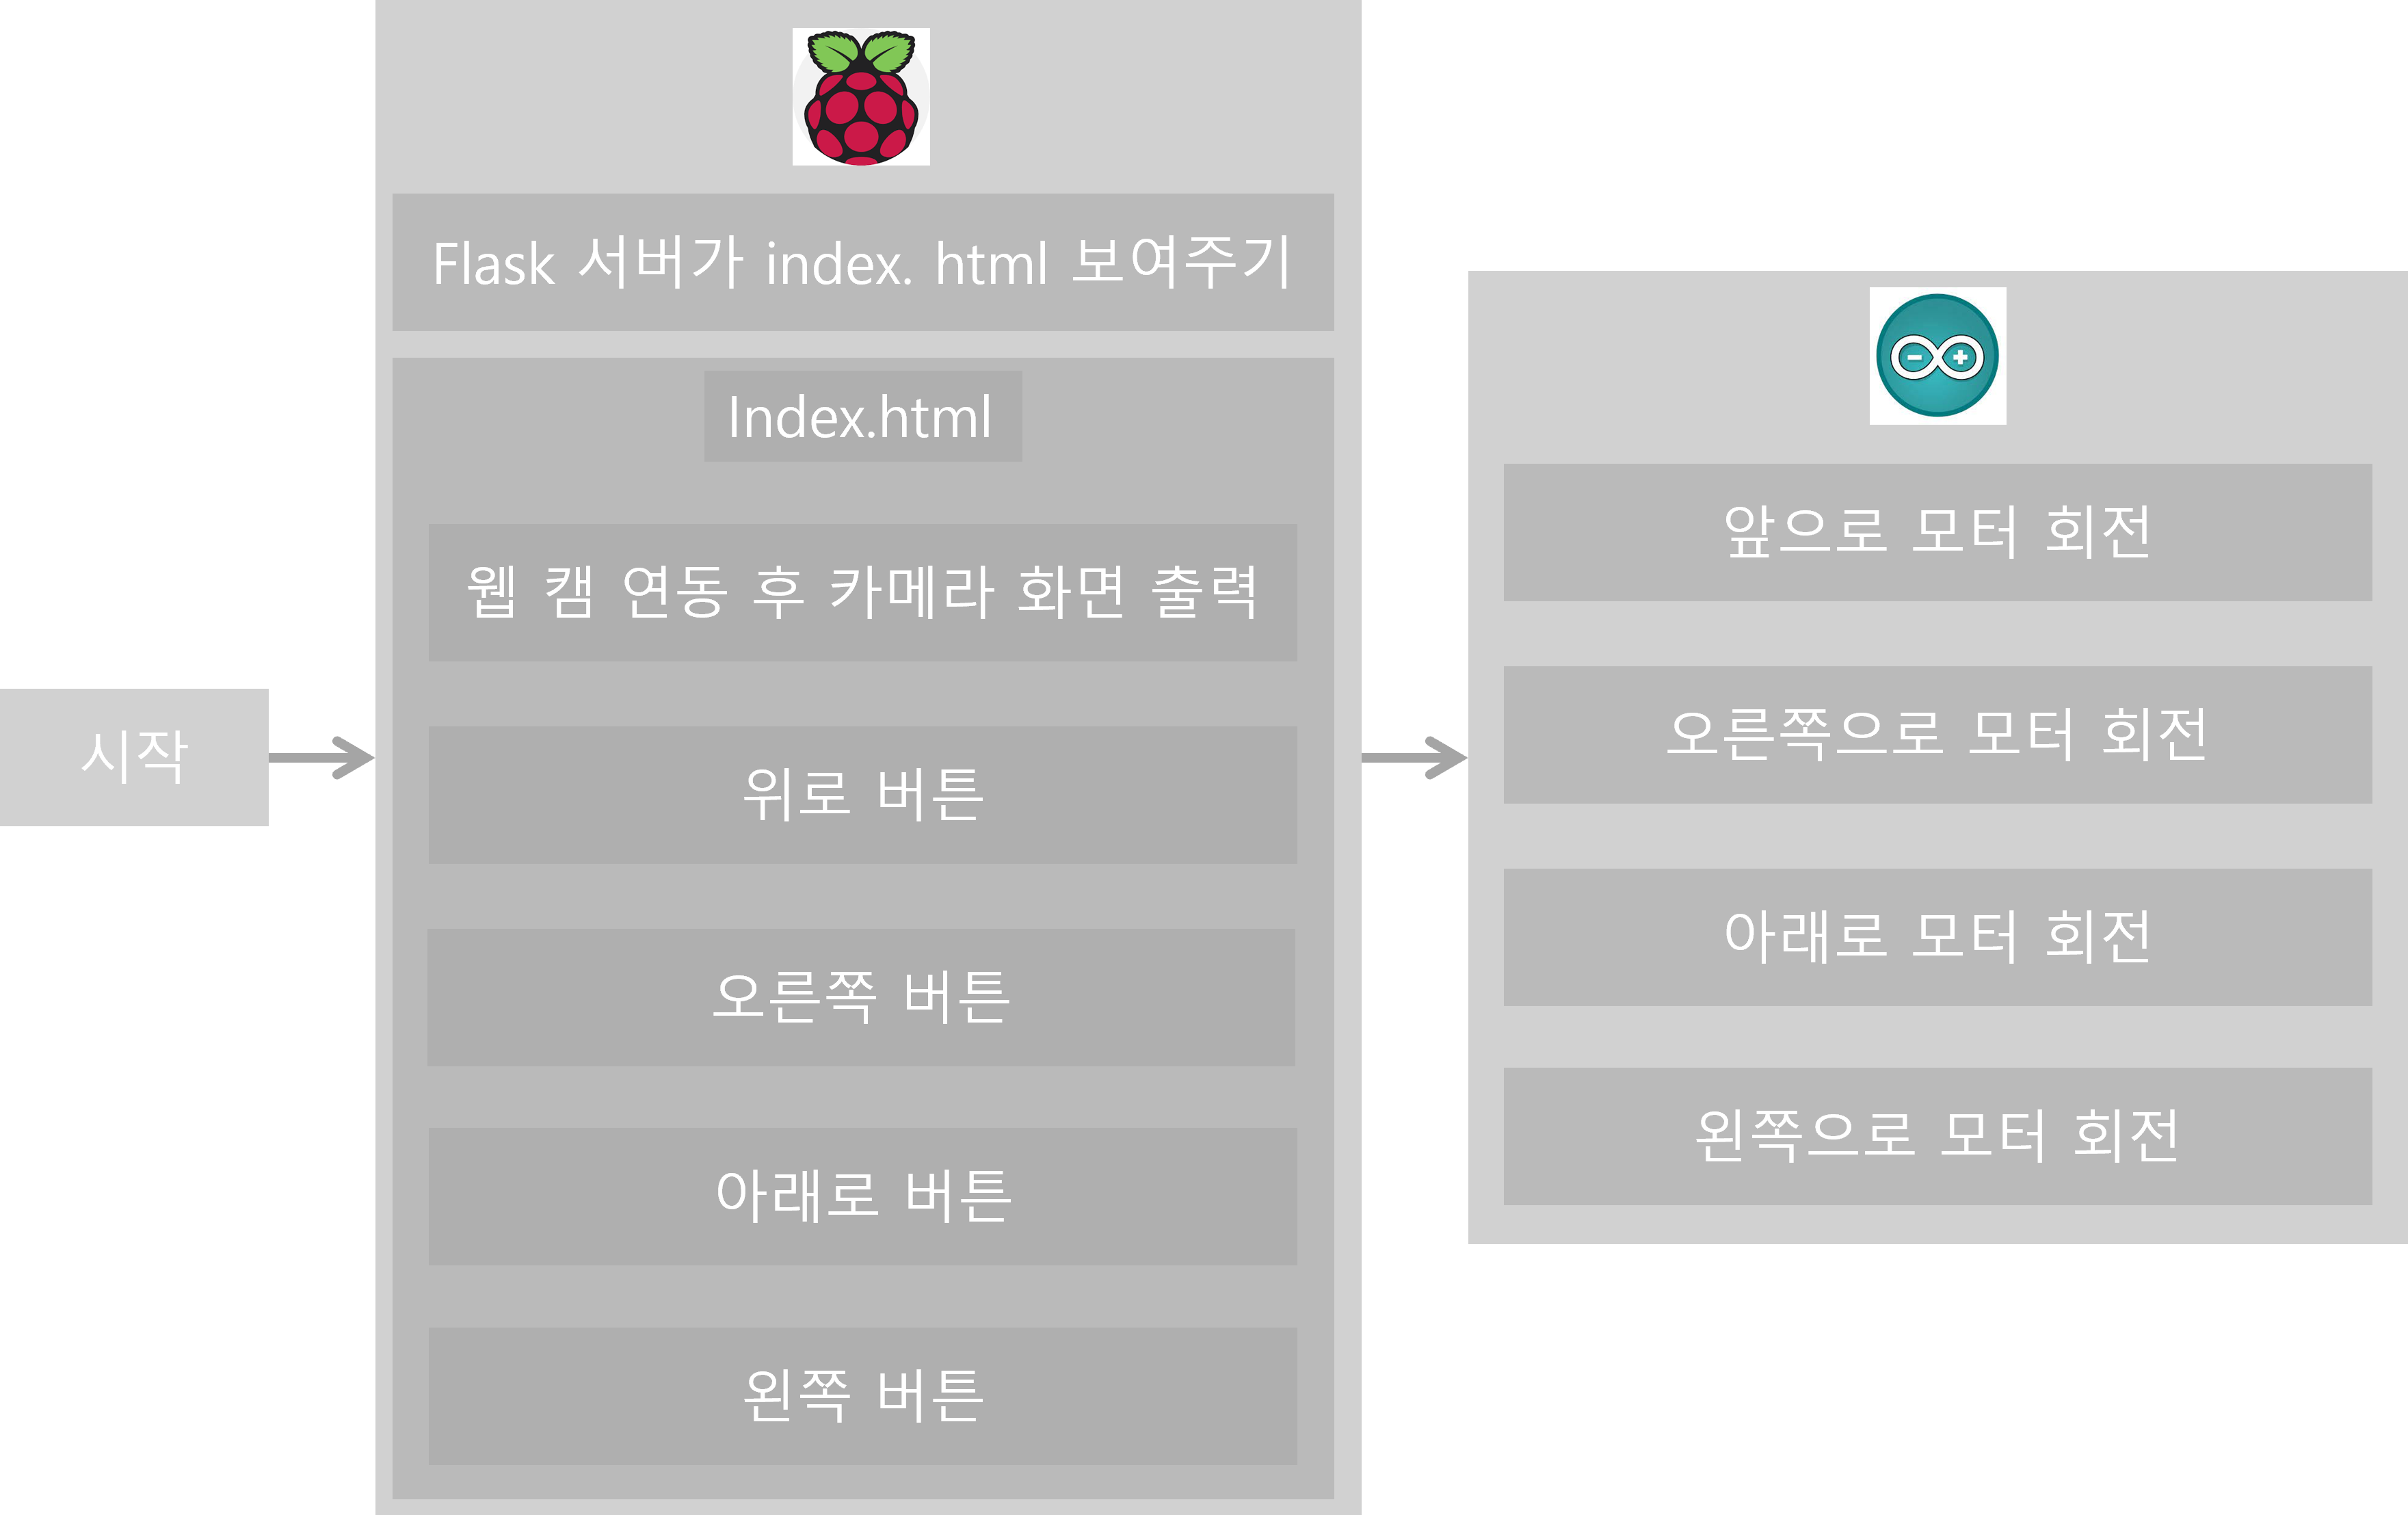 시작
Flask 서버가 index. html 보여주기
Index.html
웹 캠 연동 후 카메라 화면 출력
위로 버튼
오른쪽 버튼
아래로 버튼
왼쪽 버튼
앞으로 모터 회전
오른쪽으로 모터 회전
아래로 모터 회전
왼쪽으로 모터 회전